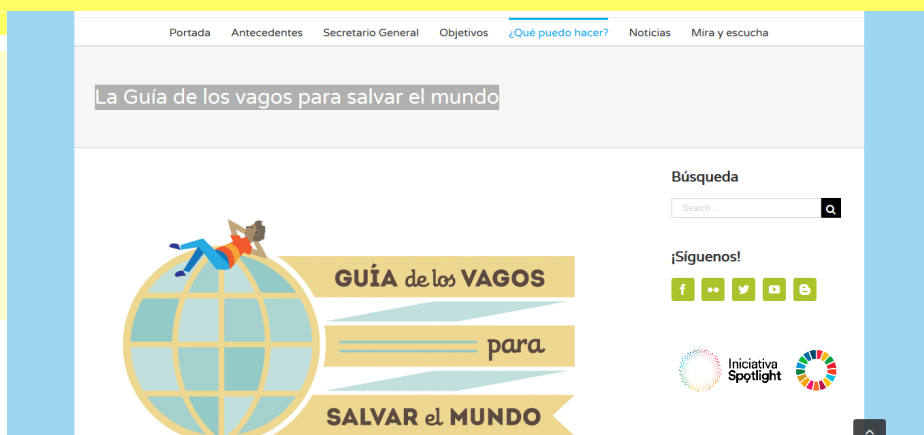 Portada Antecedentes Secretario General Objetivos ¿Qué puedo hacer? Noticias Mira y escucha
La Guía de los vagos para salvar el mundo
Búsqueda
Search ...
¡Síguenos!
GUÍA de los VAGOS
para
SALVAR el MUNDO
Iniciativa
Spotlight